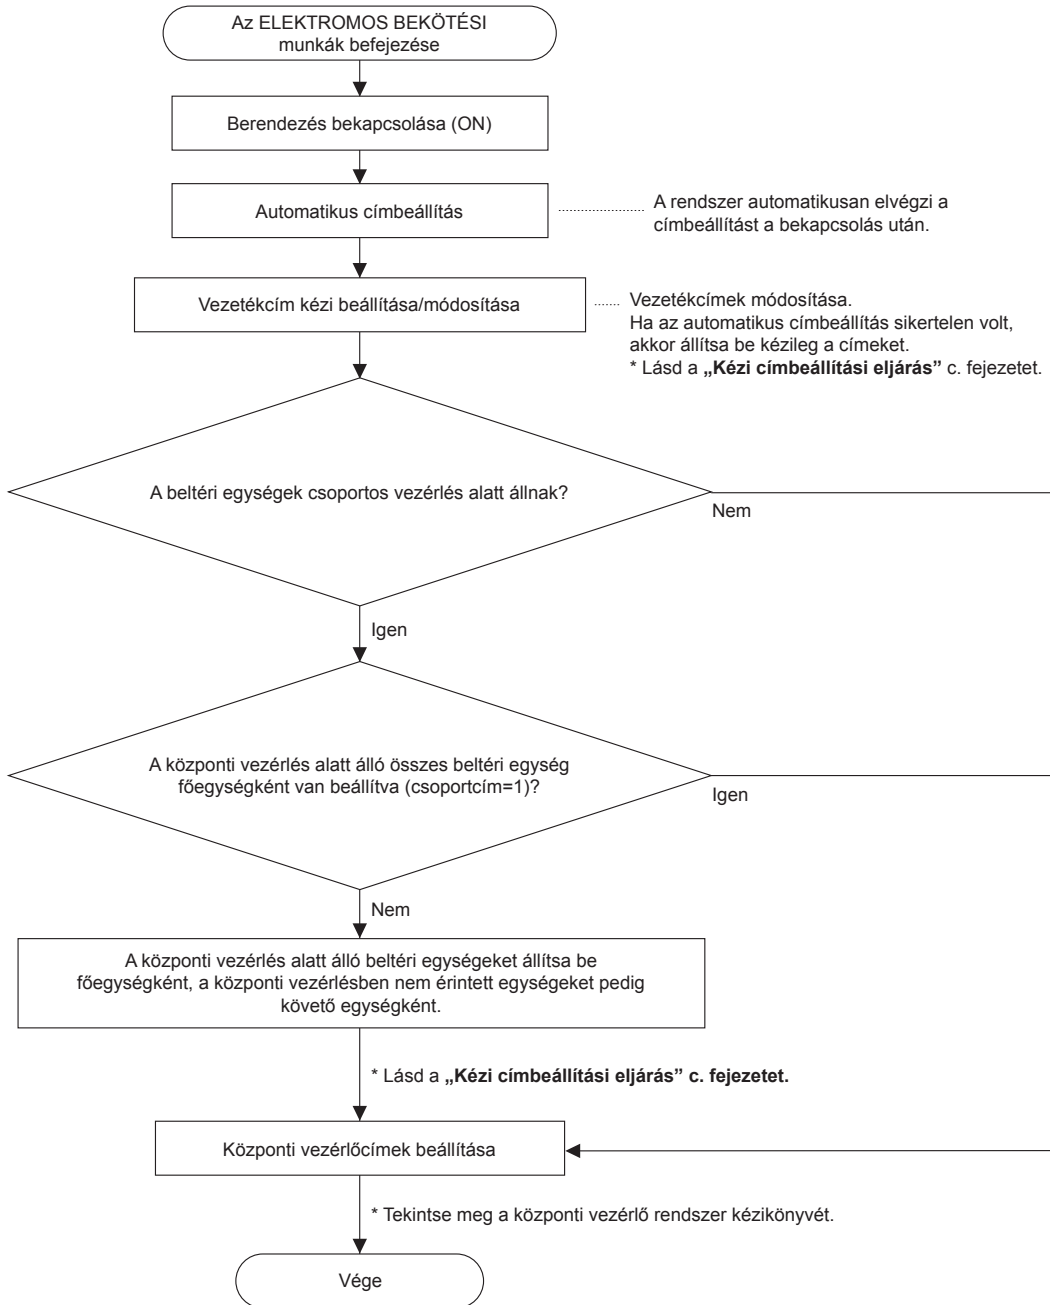 Az ELEKTROMOS BEKÖTÉSI
munkák befejezése
Berendezés bekapcsolása (ON)
Automatikus címbeállítás
A rendszer automatikusan elvégzi a
címbeállítást a bekapcsolás után.
Vezetékcím kézi beállítása/módosítása
Vezetékcímek módosítása.
Ha az automatikus címbeállítás sikertelen volt,
akkor állítsa be kézileg a címeket.
* Lásd a „Kézi címbeállítási eljárás” c. fejezetet.
A beltéri egységek csoportos vezérlés alatt állnak?
Nem
Igen
A központi vezérlés alatt álló összes beltéri egység
főegységként van beállítva (csoportcím=1)?
Igen
Nem
A központi vezérlés alatt álló beltéri egységeket állítsa be
főegységként, a központi vezérlésben nem érintett egységeket pedig
követő egységként.
* Lásd a „Kézi címbeállítási eljárás” c. fejezetet.
Központi vezérlőcímek beállítása
* Tekintse meg a központi vezérlő rendszer kézikönyvét.
Vége